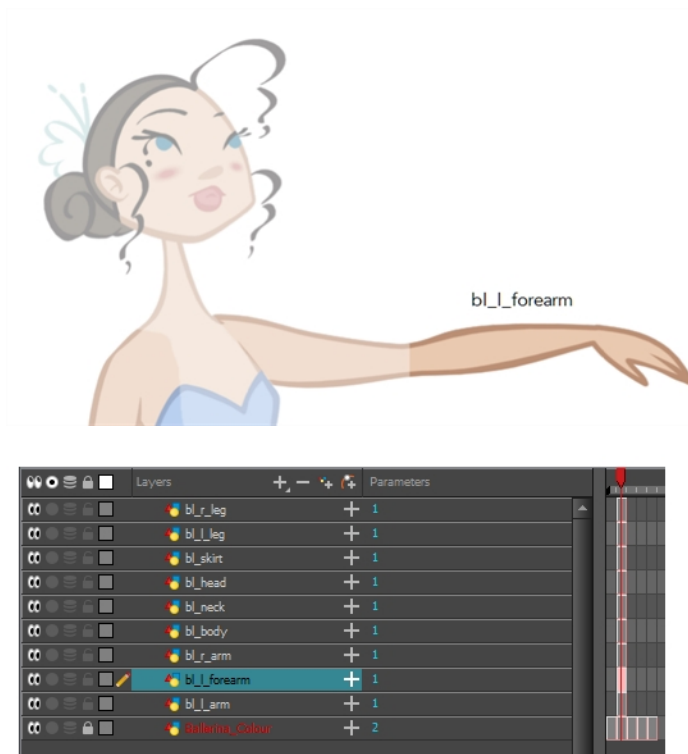 bl_l_forearm
Layers Parameters
bl_r_leg 1
bl_l_leg 1
bl_skirt 1
bl_head 1
bl_neck 1
bl_body 1
bl_r_arm 1
bl_l_forearm 1
bl_l_arm 1
Ballerina_Colour 2